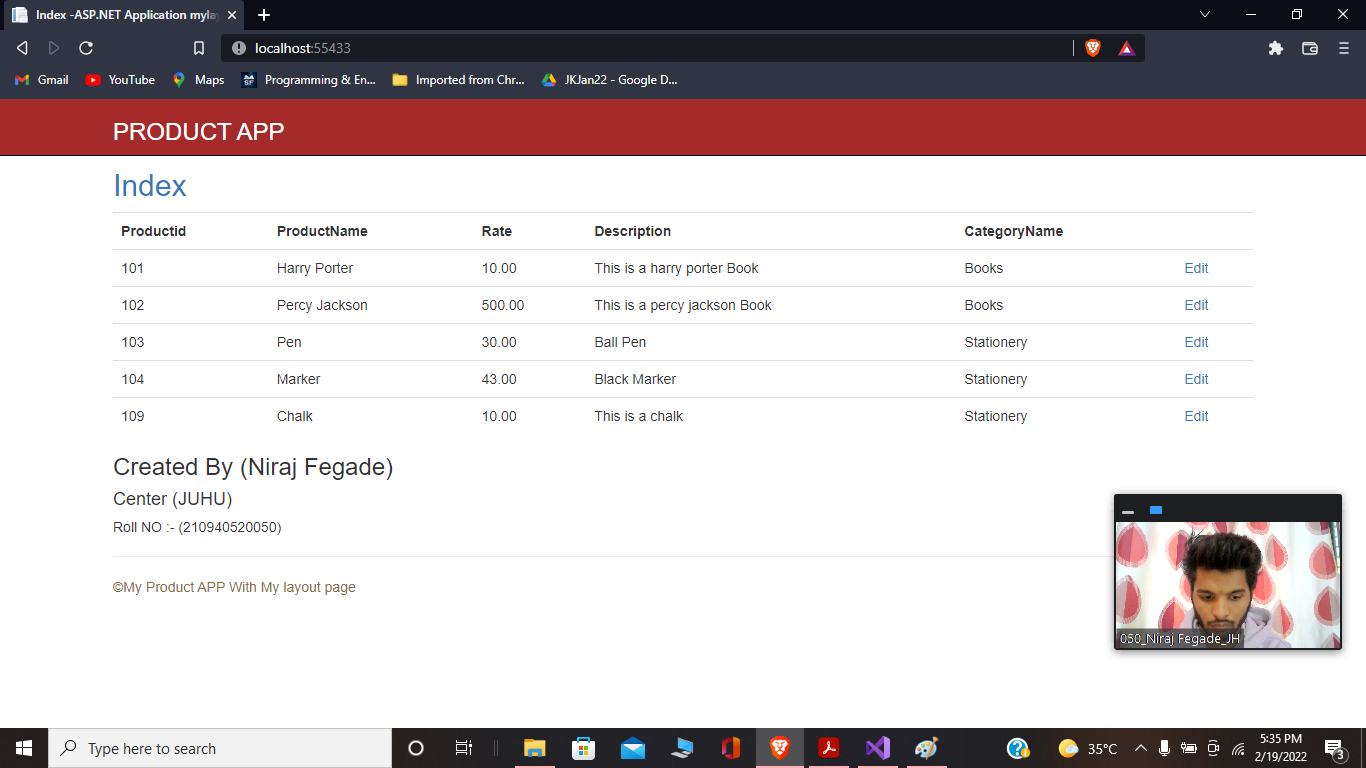 Index -ASP.NET Application myla
localhost:55433
Gmail YouTube Maps Programming & En... Imported from Chr... JKJan22 - Google D...
PRODUCT APP
Index
Productid ProductName Rate Description CategoryName
101 Harry Porter 10.00 This is a harry porter Book Books Edit
102 Percy Jackson 500.00 This is a percy jackson Book Books Edit
103 Pen 30.00 Ball Pen Stationery Edit
104 Marker 43.00 Black Marker Stationery Edit
109 Chalk 10.00 This is a chalk Stationery Edit
Created By (Niraj Fegade)
Center (JUHU)
Roll NO :- (210940520050)
©My Product APP With My layout page
050_Niraj Fegade_JH
Type here to search
35°C
5:35 PM
2/19/2022
3